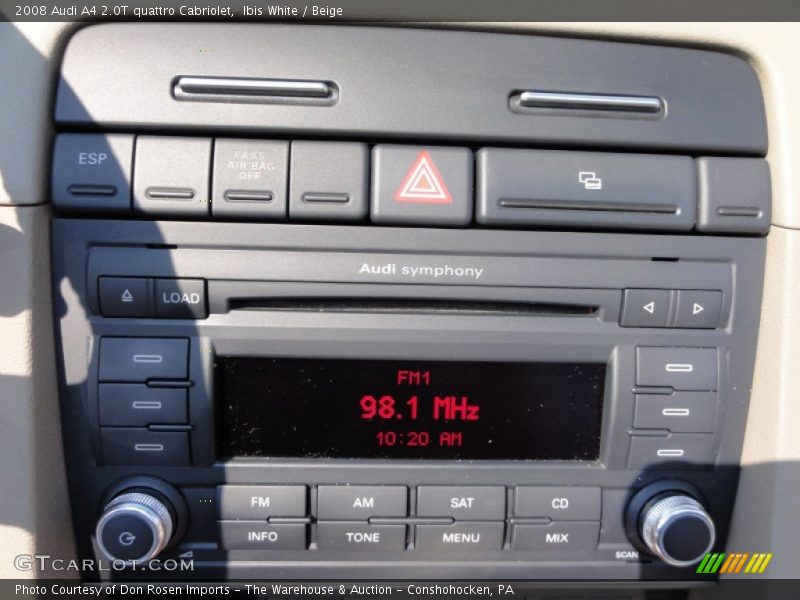 2008 Audi A4 2.0T quattro Cabriolet,  Ibis White / Beige
ESP
PASS
AIR BAG
OFF
Audi symphony
LOAD
FM1
98.1 MHz
10:20 AM
FM AM SAT CD
INFO TONE MENU MIX
SCAN
GTCARLOT.COM
Photo Courtesy of Don Rosen Imports – The Warehouse & Auction – Conshohocken, PA